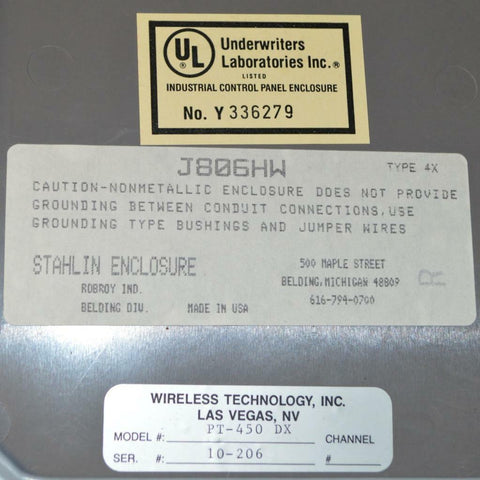 UL ® Underwriters
Laboratories Inc.®
LISTED
INDUSTRIAL CONTROL PANEL ENCLOSURE
No. Y 336279
J806HW TYPE 4X
CAUTION-NONMETALLIC ENCLOSURE DOES NOT PROVIDE
GROUNDING BETWEEN CONDUIT CONNECTIONS,USE
GROUNDING TYPE BUSHINGS AND JUMPER WIRES
STAHLIN ENCLOSURE 500 MAPLE STREET
ROBROY IND. BELDING,MICHIGAN 48809
BELDING DIV. MADE IN USA 616-794-0700
R
WIRELESS TECHNOLOGY, INC.
LAS VEGAS, NV
MODEL #: PT-450 DX CHANNEL
SER. #: 10-206 #